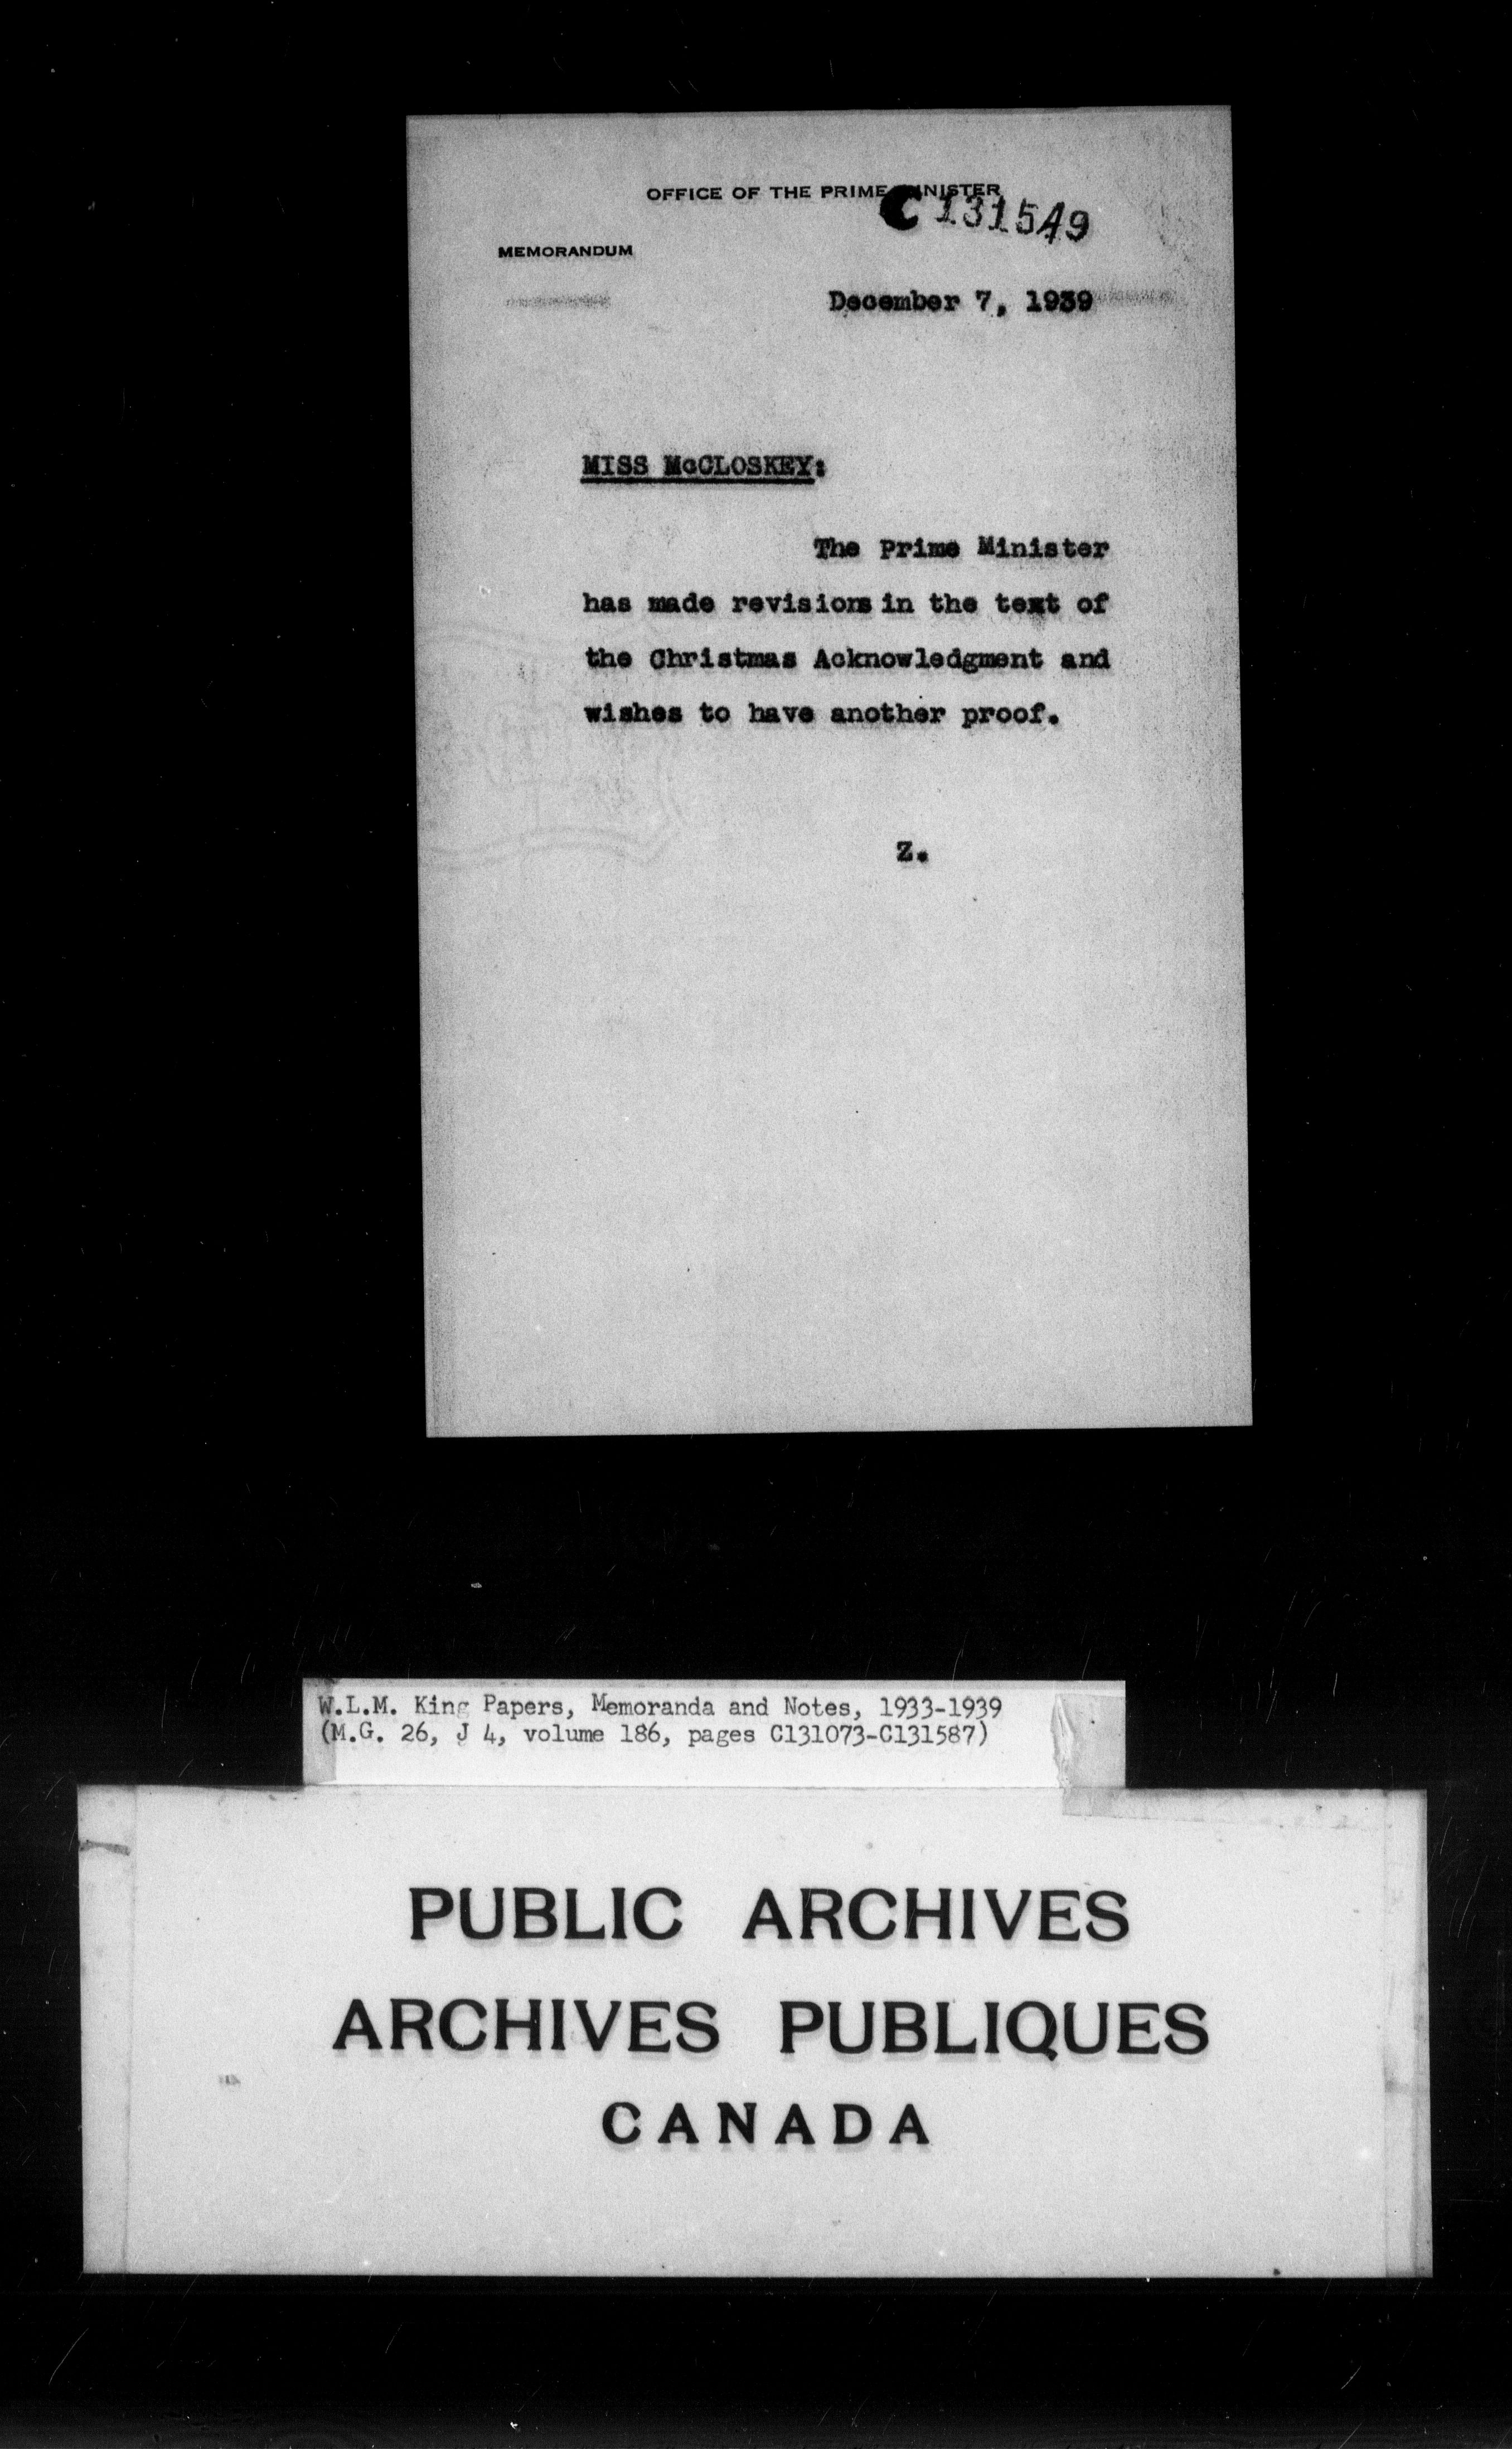 OFFICE OF THE PRIME MINISTER
C 131549
MEMORANDUM
December 7, 1939
MISS McCLOSKEY:
The Prime Minister
has made revisions in the text of
the Christmas Acknowledgment and
wishes to have another proof.
Z.
W.L.M. King Papers, Memoranda and Notes, 1933-1939
(M.G. 26, J 4, volume 186, pages C131073-C131587)
PUBLIC ARCHIVES
ARCHIVES PUBLIQUES
CANADA